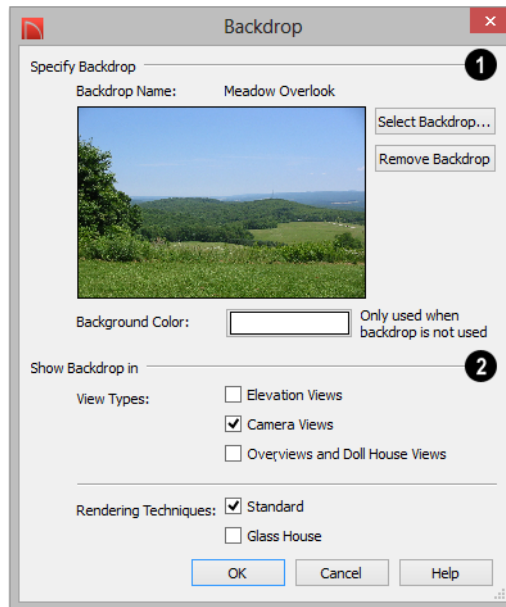 Backdrop
Specify Backdrop
1
Backdrop Name: Meadow Overlook
Select Backdrop...
Remove Backdrop
Background Color:
Only used when
backdrop is not used
Show Backdrop in
2
View Types:
Elevation Views
Camera Views
Overviews and Doll House Views
Rendering Techniques:
Standard
Glass House
OK
Cancel
Help